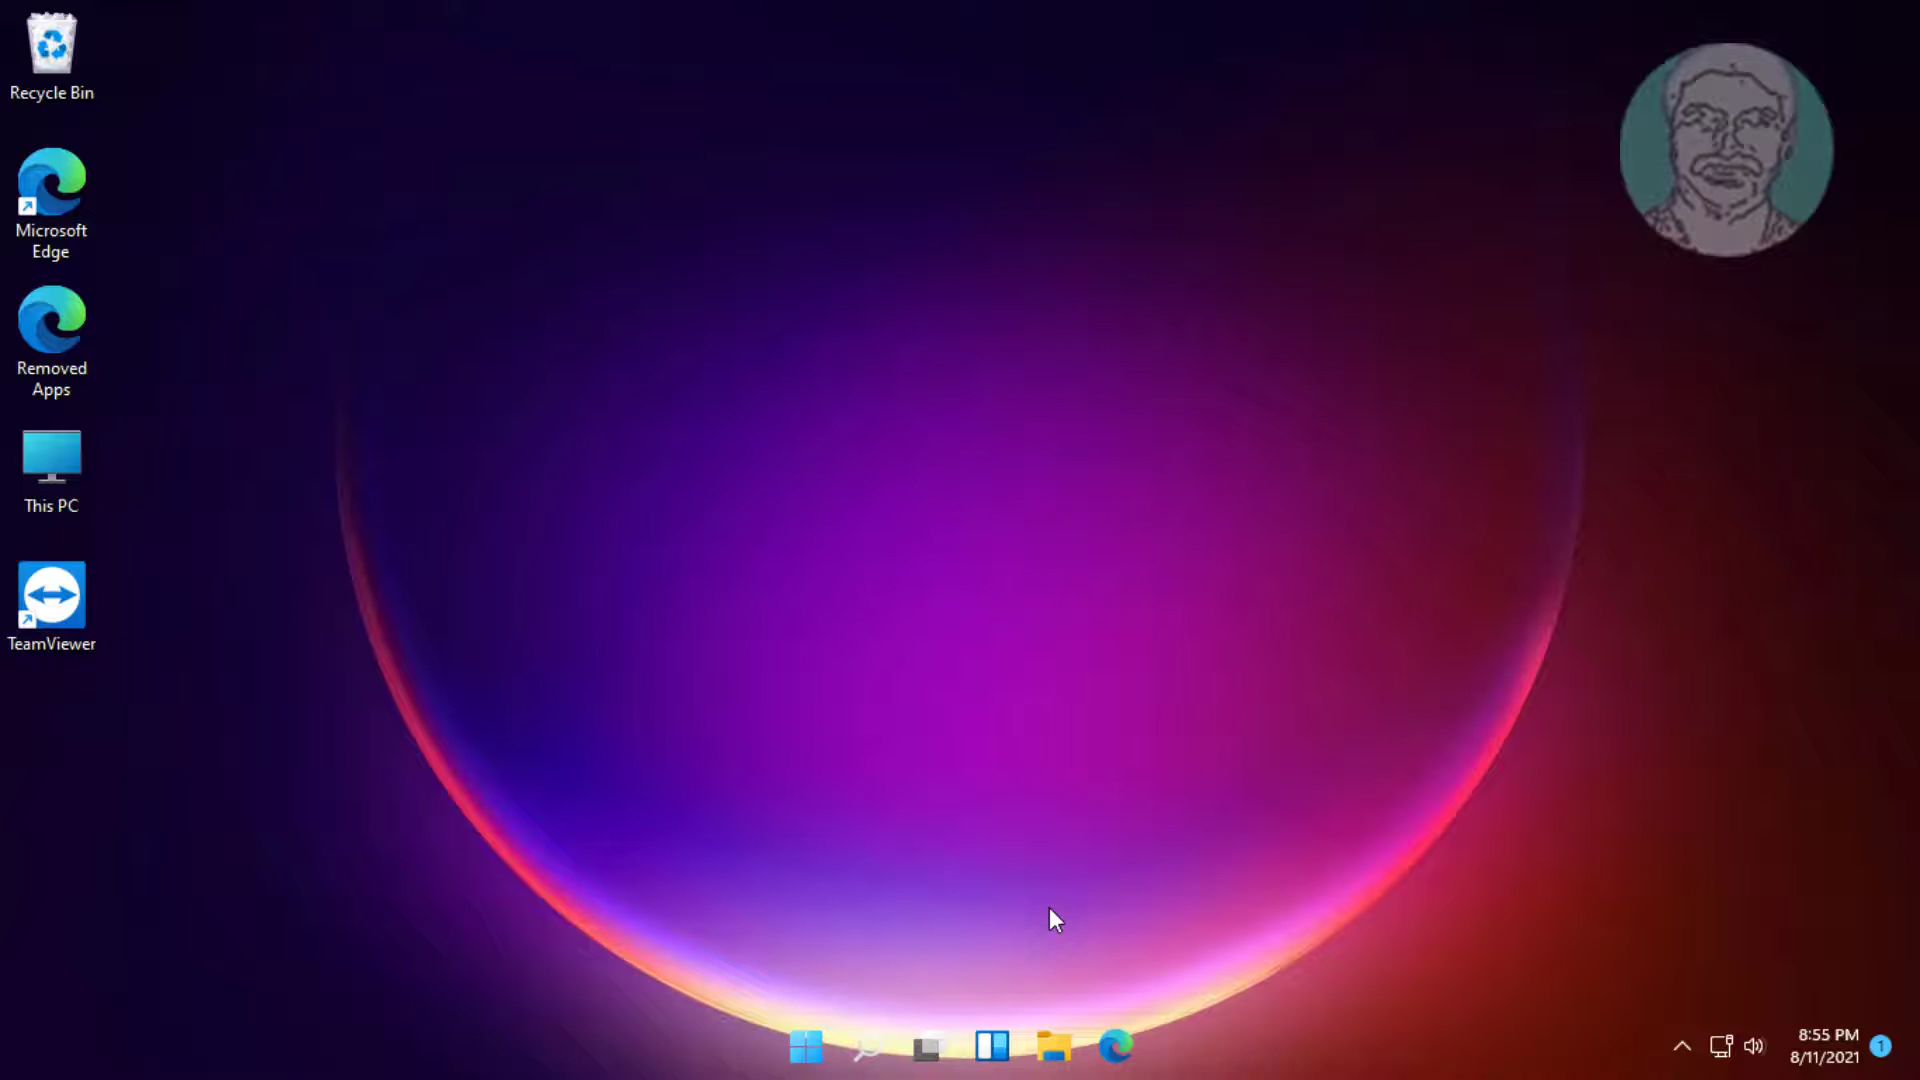 Recycle Bin
Microsoft
Edge
Removed
Apps
This PC
TeamViewer
8:55 PM
8/11/2021
1